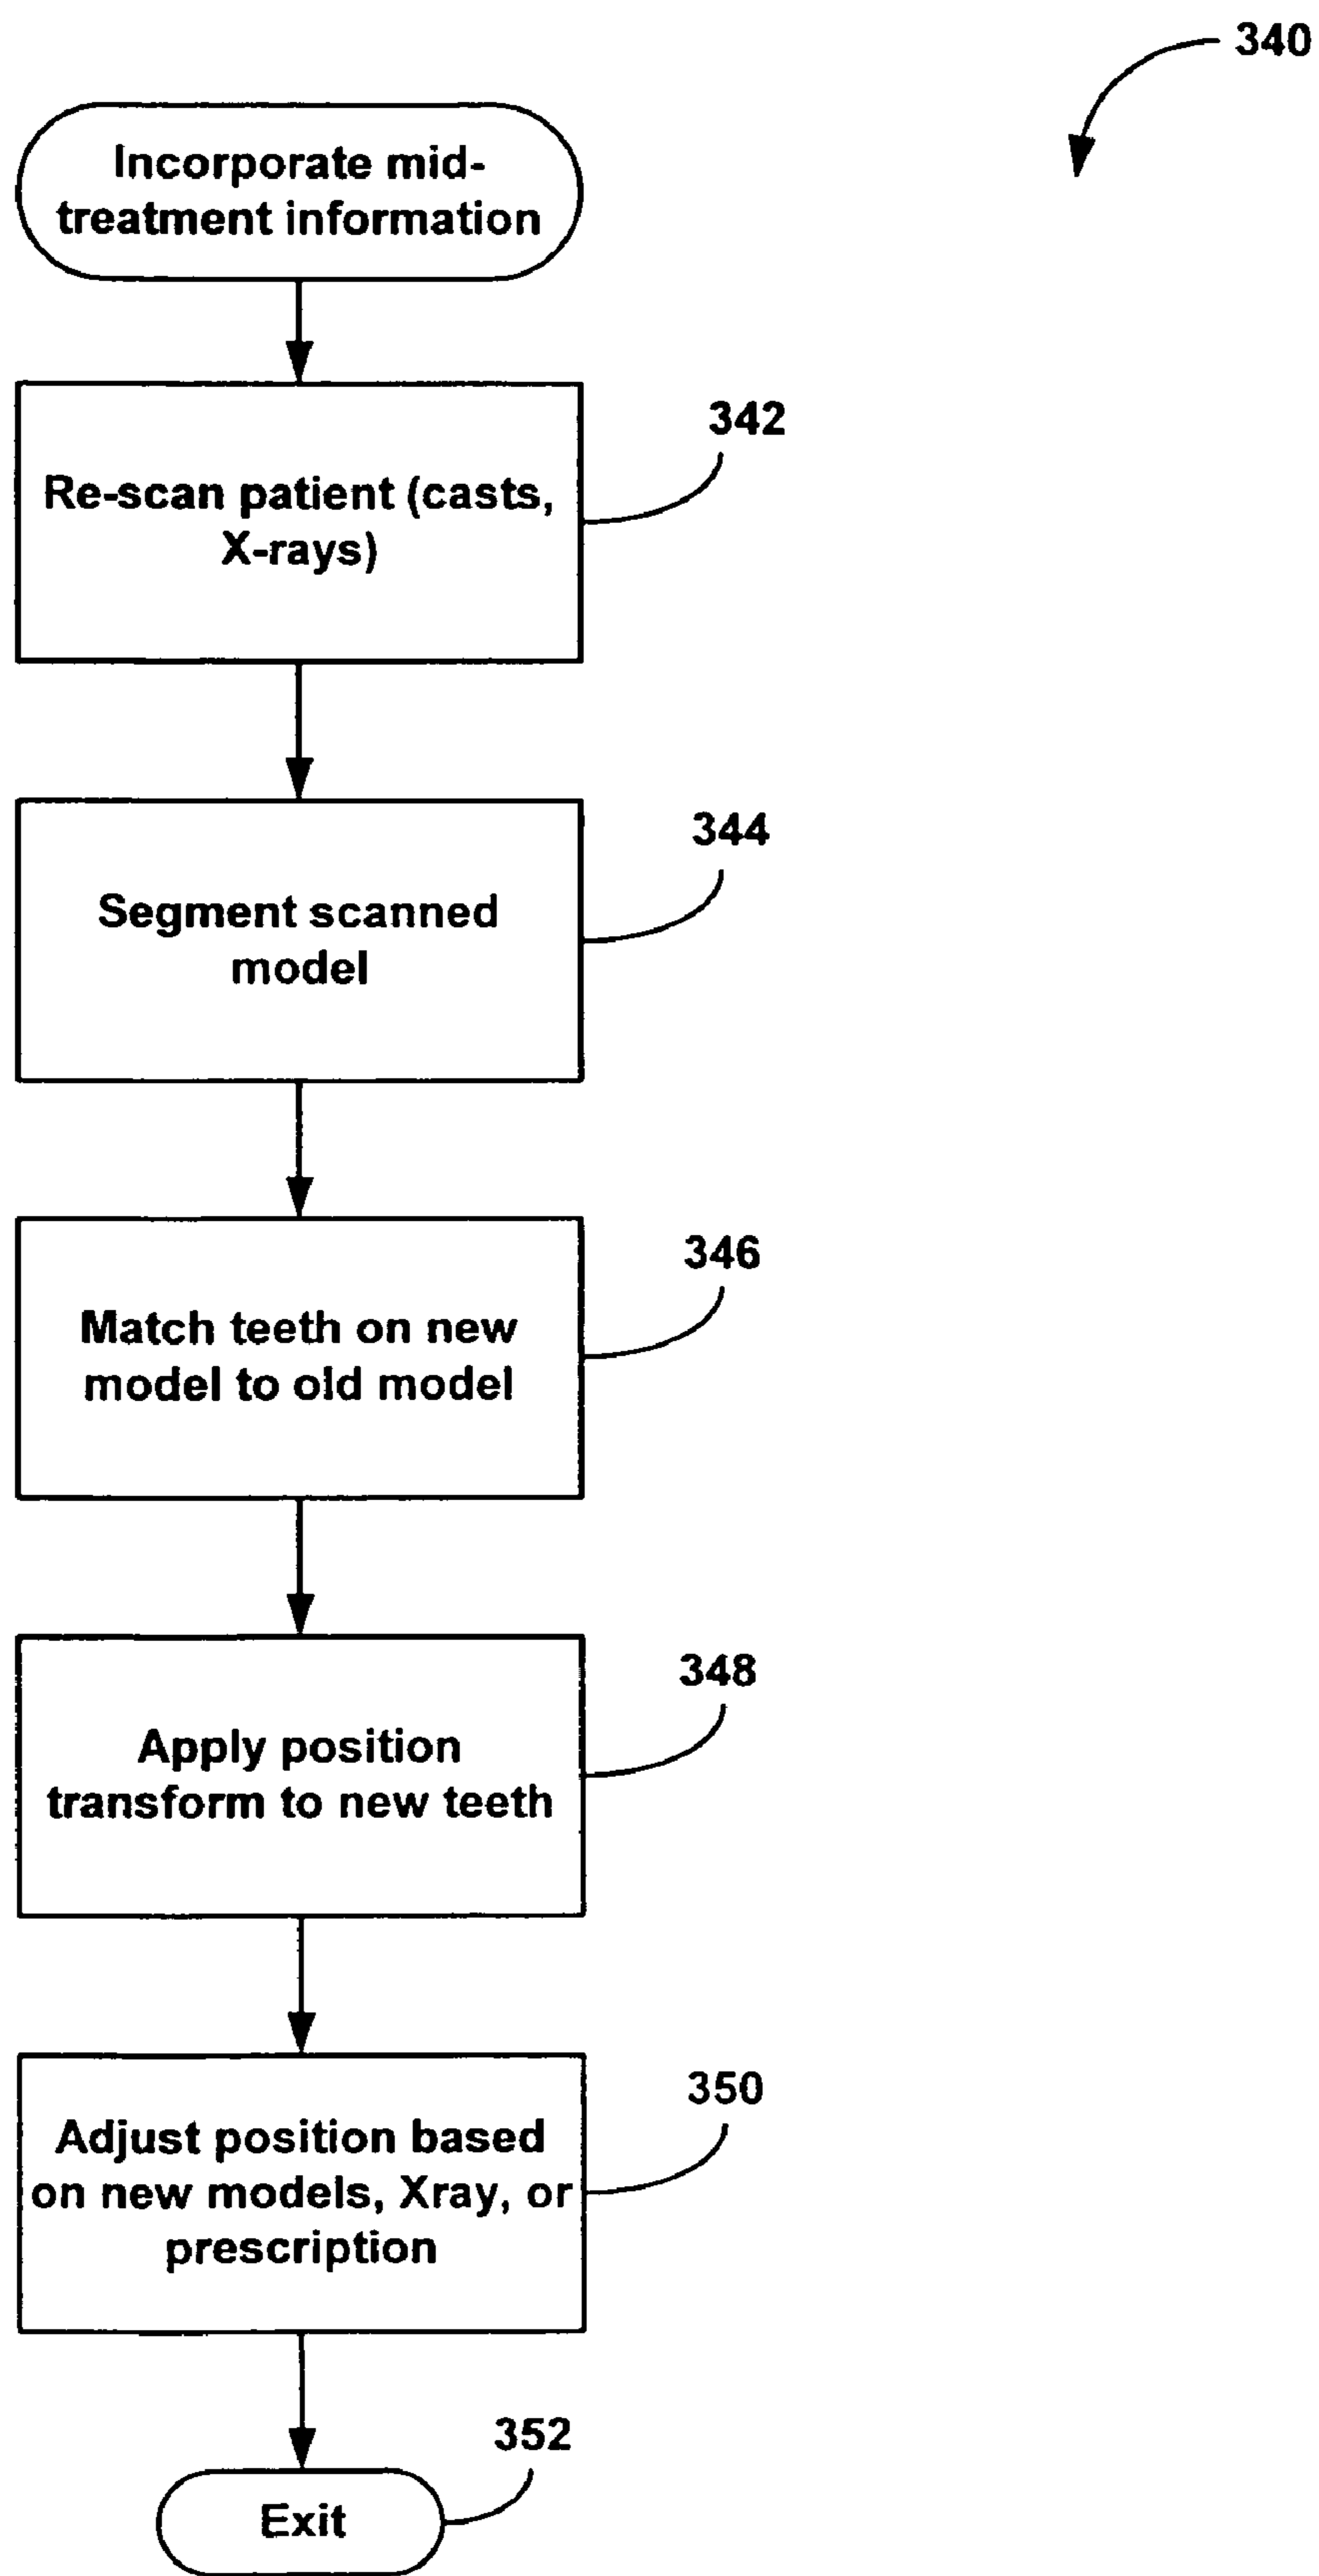 340
Incorporate mid-
treatment information
342
Re-scan patient (casts,
X-rays)
344
Segment scanned
model
346
Match teeth on new
model to old model
348
Apply position
transform to new teeth
350
Adjust position based
on new models, Xray, or
prescription
352
Exit